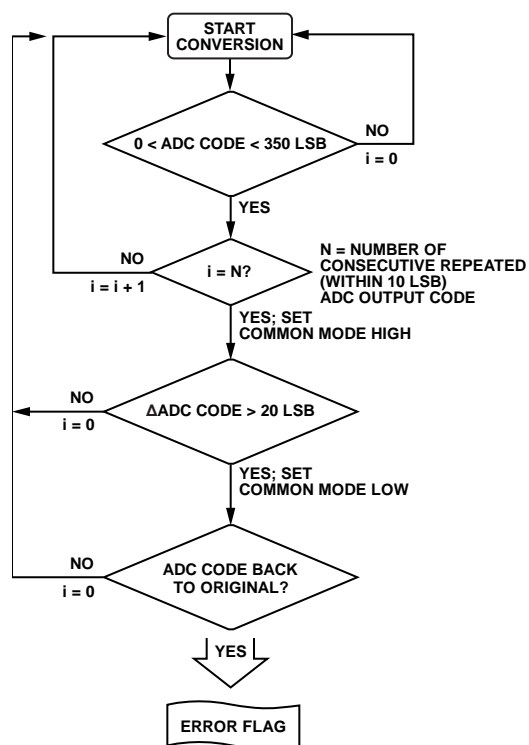 START
CONVERSION
0 < ADC CODE < 350 LSB
NO
i = 0
YES
NO
i = i + 1
i = N?
N = NUMBER OF
CONSECUTIVE REPEATED
(WITHIN 10 LSB)
ADC OUTPUT CODE
YES; SET
COMMON MODE HIGH
NO
i = 0
ΔADC CODE > 20 LSB
YES; SET
COMMON MODE LOW
NO
i = 0
ADC CODE BACK
TO ORIGINAL?
YES
ERROR FLAG